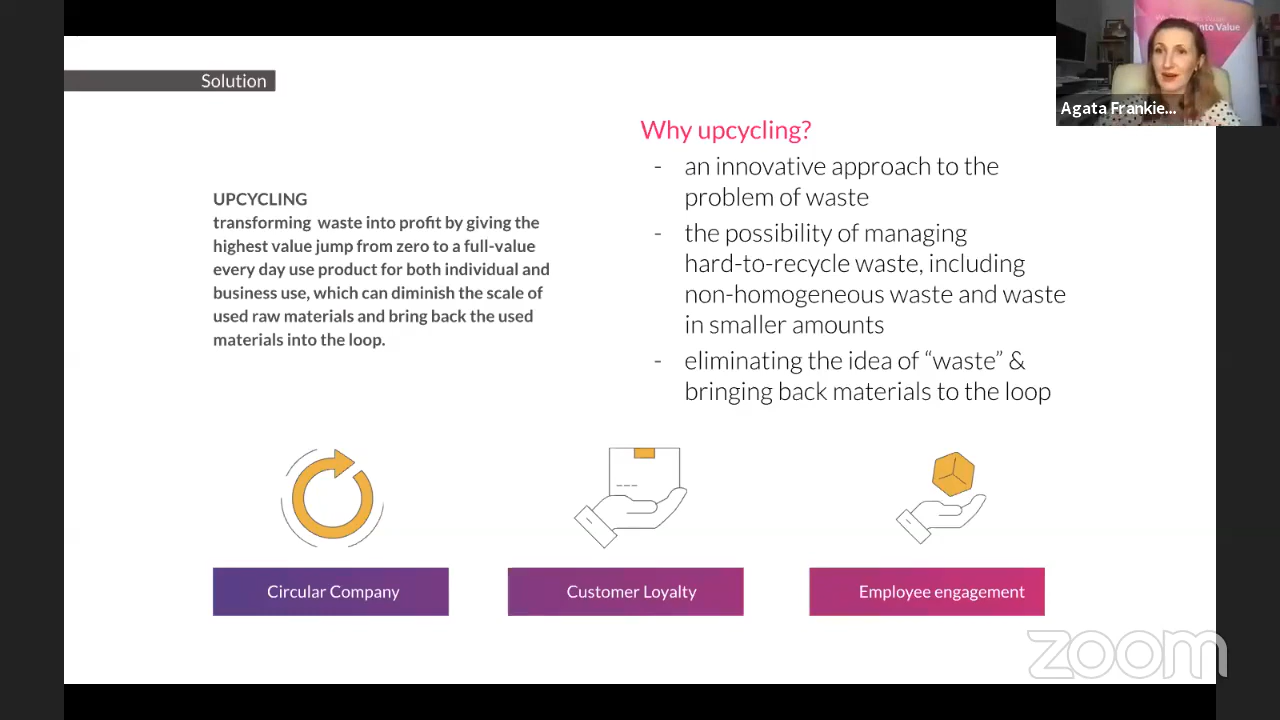 Solution
into Value
Agata Frankie...
Why upcycling?
- an innovative approach to the
problem of waste
- the possibility of managing
hard-to-recycle waste, including
non-homogeneous waste and waste
in smaller amounts
- eliminating the idea of “waste” &
bringing back materials to the loop
UPCYCLING
transforming waste into profit by giving the
highest value jump from zero to a full-value
every day use product for both individual and
business use, which can diminish the scale of
used raw materials and bring back the used
materials into the loop.
Circular Company
Customer Loyalty
Employee engagement
zoom